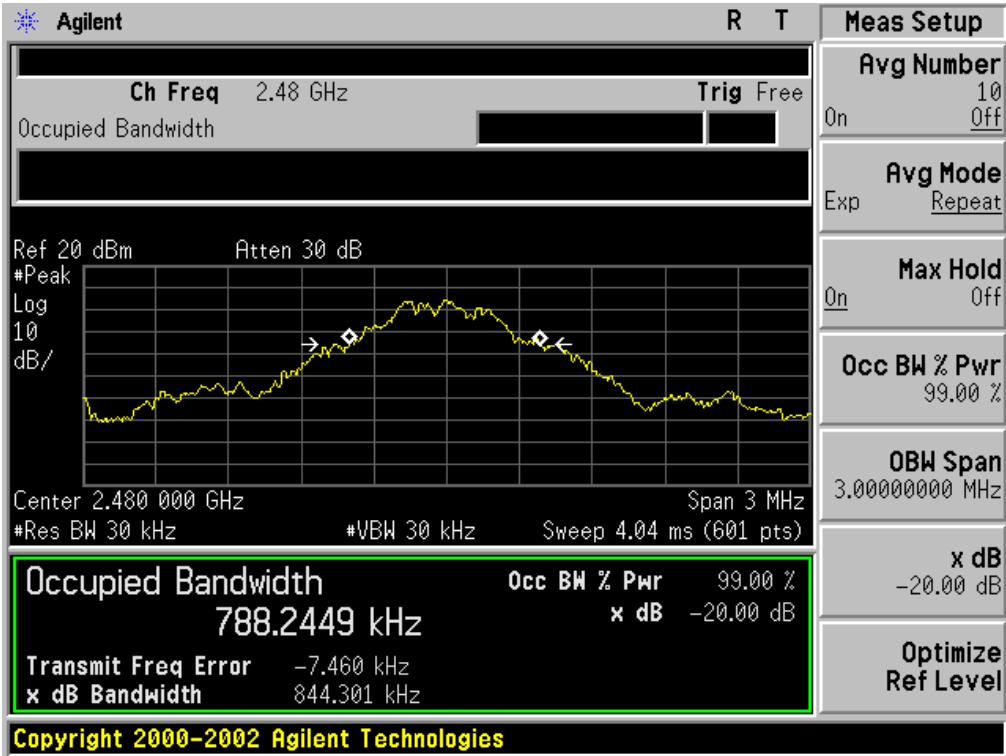 Agilent R T
Ch Freq 2.48 GHz Trig Free
Occupied Bandwidth
Ref 20 dBm Atten 30 dB
#Peak
Log
10
dB/
Center 2.480 000 GHz Span 3 MHz
#Res BW 30 kHz #VBW 30 kHz Sweep 4.04 ms (601 pts)
Occupied Bandwidth Occ BW % Pwr 99.00 %
788.2449 kHz x dB -20.00 dB
Transmit Freq Error -7.460 kHz
x dB Bandwidth 844.301 kHz
Copyright 2000-2002 Agilent Technologies
Meas Setup
Avg Number
10
On Off
Avg Mode
Exp Repeat
Max Hold
On Off
Occ BW % Pwr
99.00 %
OBW Span
3.00000000 MHz
x dB
-20.00 dB
Optimize
Ref Level